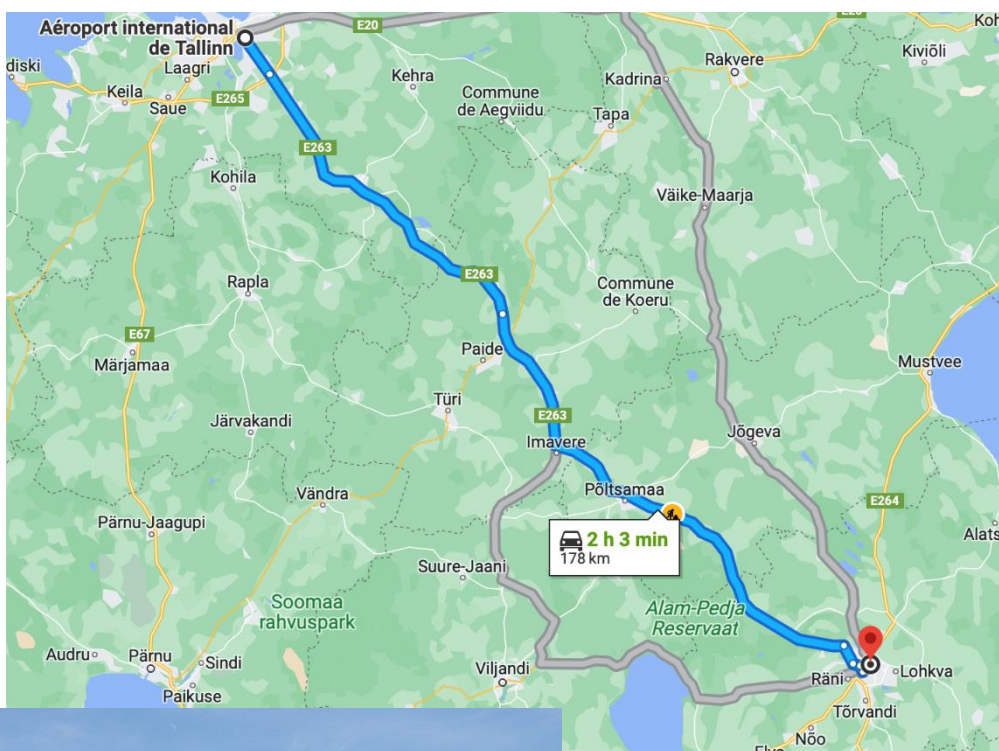 Aéroport international
de Tallinn
E20
diski
Laagri
Keila
Saue
E265
Kehra
Commune
de Aegviidu
Kadrina
Rakvere
Kiviõli
Tapa
E263
Kohila
Väike-Maarja
E263
Rapla
Commune
de Koeru
E67
Märjamaa
Paide
Mustvee
Türi
E263
Järvakandi
Imavere
Jõgeva
Põltsamaa
Vändra
E264
Pärnu-Jaagupi
2 h 3 min
178 km
Alats
Suure-Jaani
Soomaa
rahvuspark
Alam-Pedja
Reservaat
Audru
Pärnu
Sindi
Viljandi
Räni
Lohkva
Paikuse
Tõrvandi
Nõo